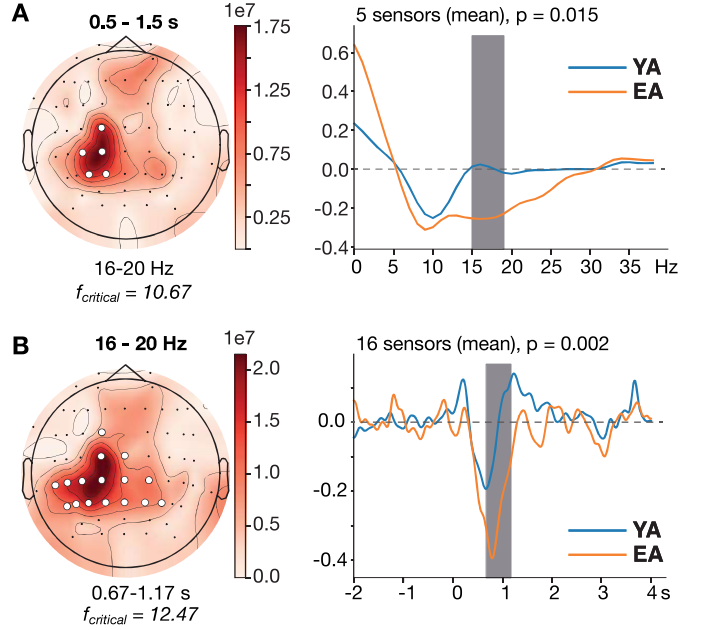 A
0.5 - 1.5 s
1e7
1.75
1.25
0.75
0.25
16-20 Hz
fcritical = 10.67
5 sensors (mean), p = 0.015
YA
EA
0.6
0.4
0.2
0.0
-0.2
-0.4
0 5 10 15 20 25 30 35 Hz
B
16 - 20 Hz
1e7
2.0
1.5
1.0
0.5
0.0
0.67-1.17 s
fcritical = 12.47
16 sensors (mean), p = 0.002
0.0
-0.2
-0.4
YA
EA
-2 -1 0 1 2 3 4 s